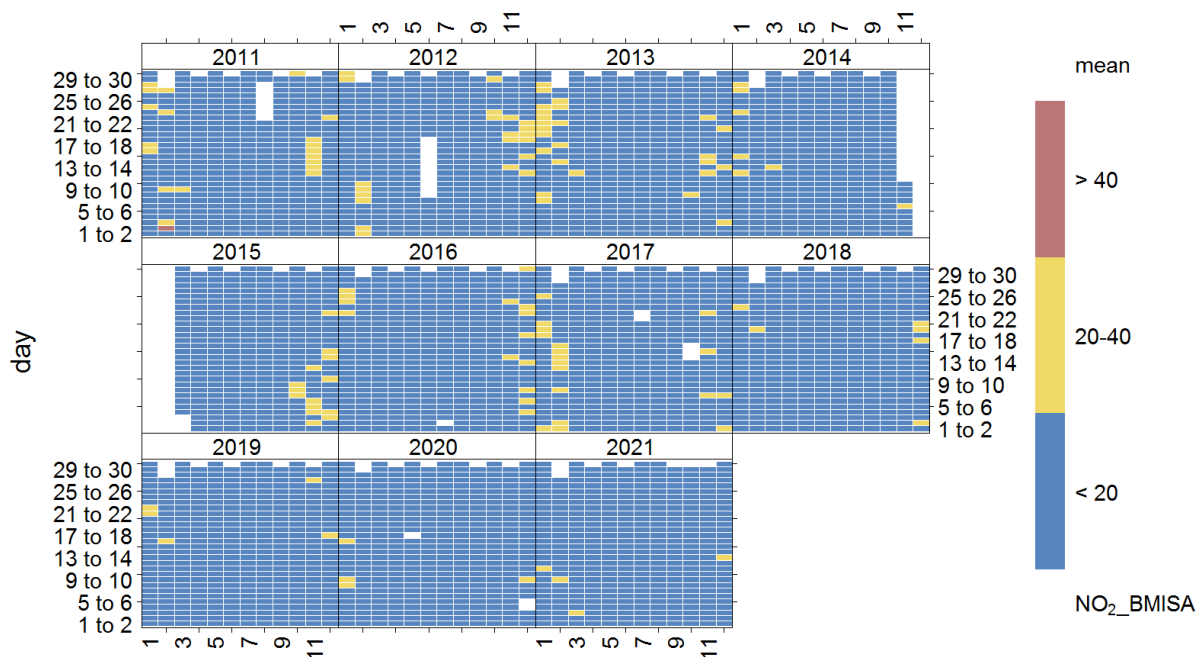 1 3 5 7 9 11 1 3 5 7 9 11
2011 2012 2013 2014
mean
29 to 30
25 to 26
21 to 22
17 to 18
13 to 14
9 to 10
5 to 6
1 to 2
> 40
20-40
< 20
NO₂_BMISA
day
2015 2016 2017 2018
29 to 30
25 to 26
21 to 22
17 to 18
13 to 14
9 to 10
5 to 6
1 to 2
2019 2020 2021
29 to 30
25 to 26
21 to 22
17 to 18
13 to 14
9 to 10
5 to 6
1 to 2
1 3 5 7 9 11 1 3 5 7 9 11